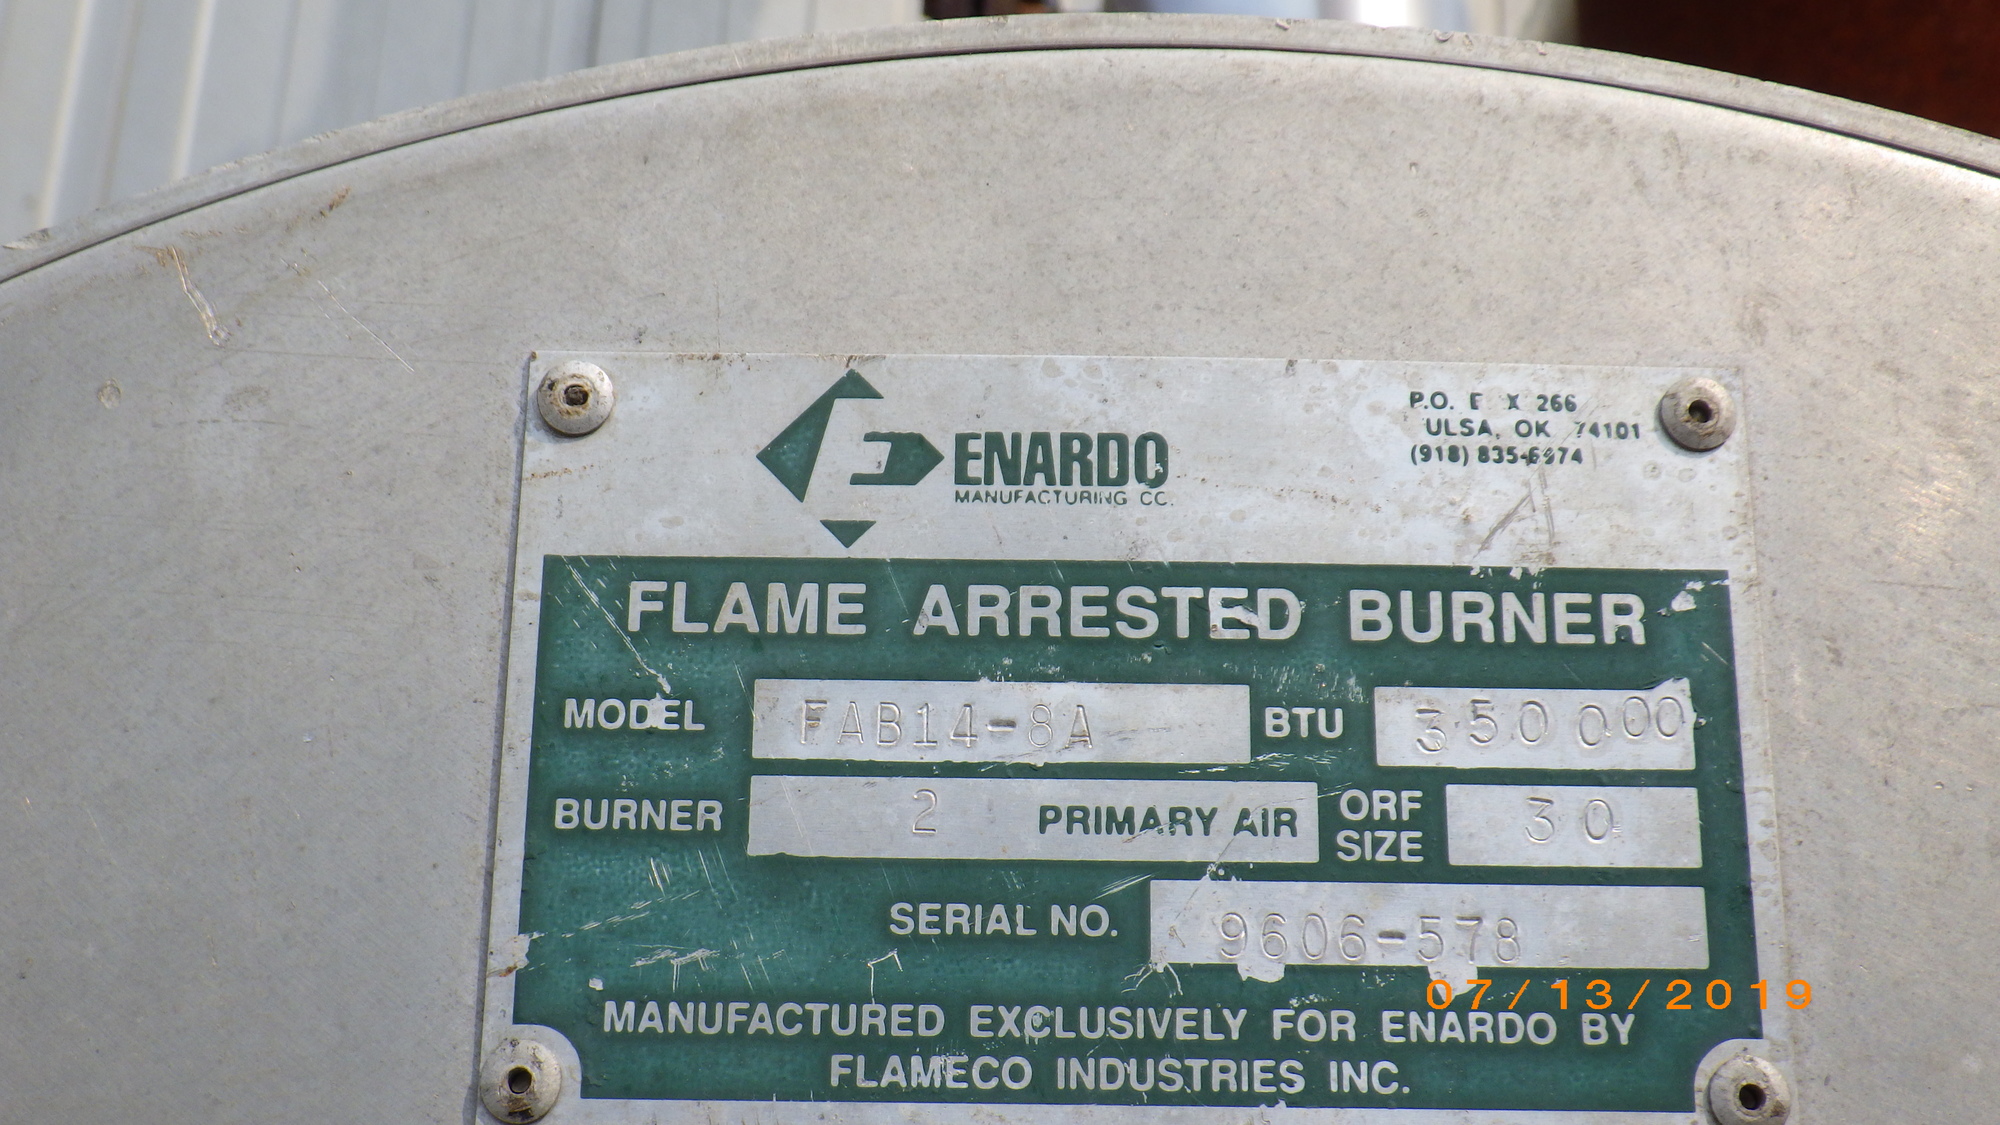 ENARDO
MANUFACTURING CO.
P.O. X 266
ULSA, OK 74101
(918) 835-6974
FLAME ARRESTED BURNER
MODEL FAB14-8A BTU 350000
BURNER 2 PRIMARY AIR ORF SIZE 30
SERIAL NO. 9606-578
MANUFACTURED EXCLUSIVELY FOR ENARDO BY
FLAMECO INDUSTRIES INC.
07/13/2019